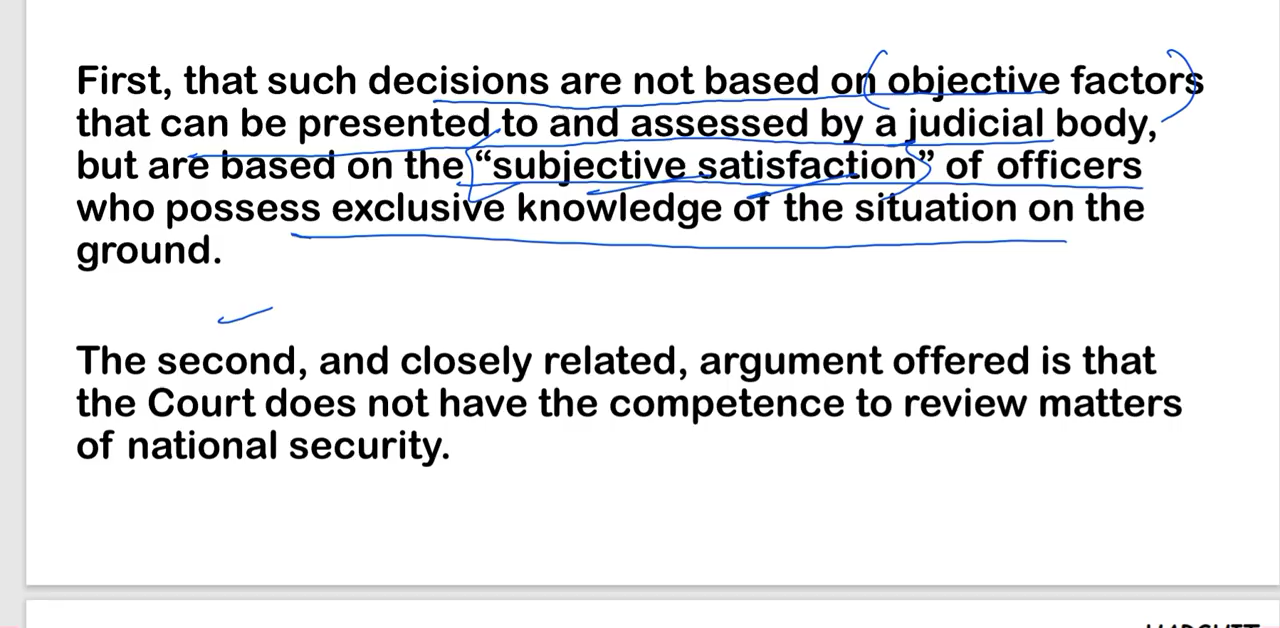 First, that such decisions are not based on objective factors
that can be presented to and assessed by a judicial body,
but are based on the “subjective satisfaction” of officers
who possess exclusive knowledge of the situation on the
ground.
The second, and closely related, argument offered is that
the Court does not have the competence to review matters
of national security.